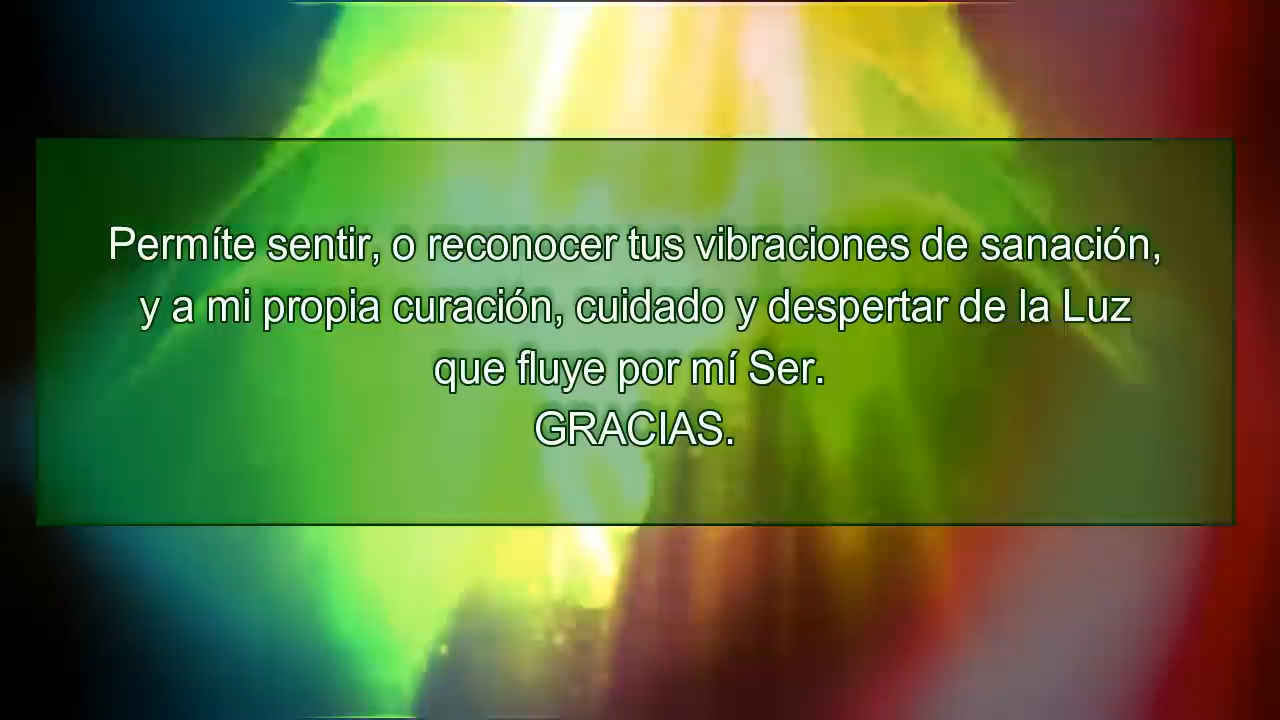 Permíte sentir, o reconocer tus vibraciones de sanación,
y a mi propia curación, cuidado y despertar de la Luz
que fluye por mí Ser.
GRACIAS.